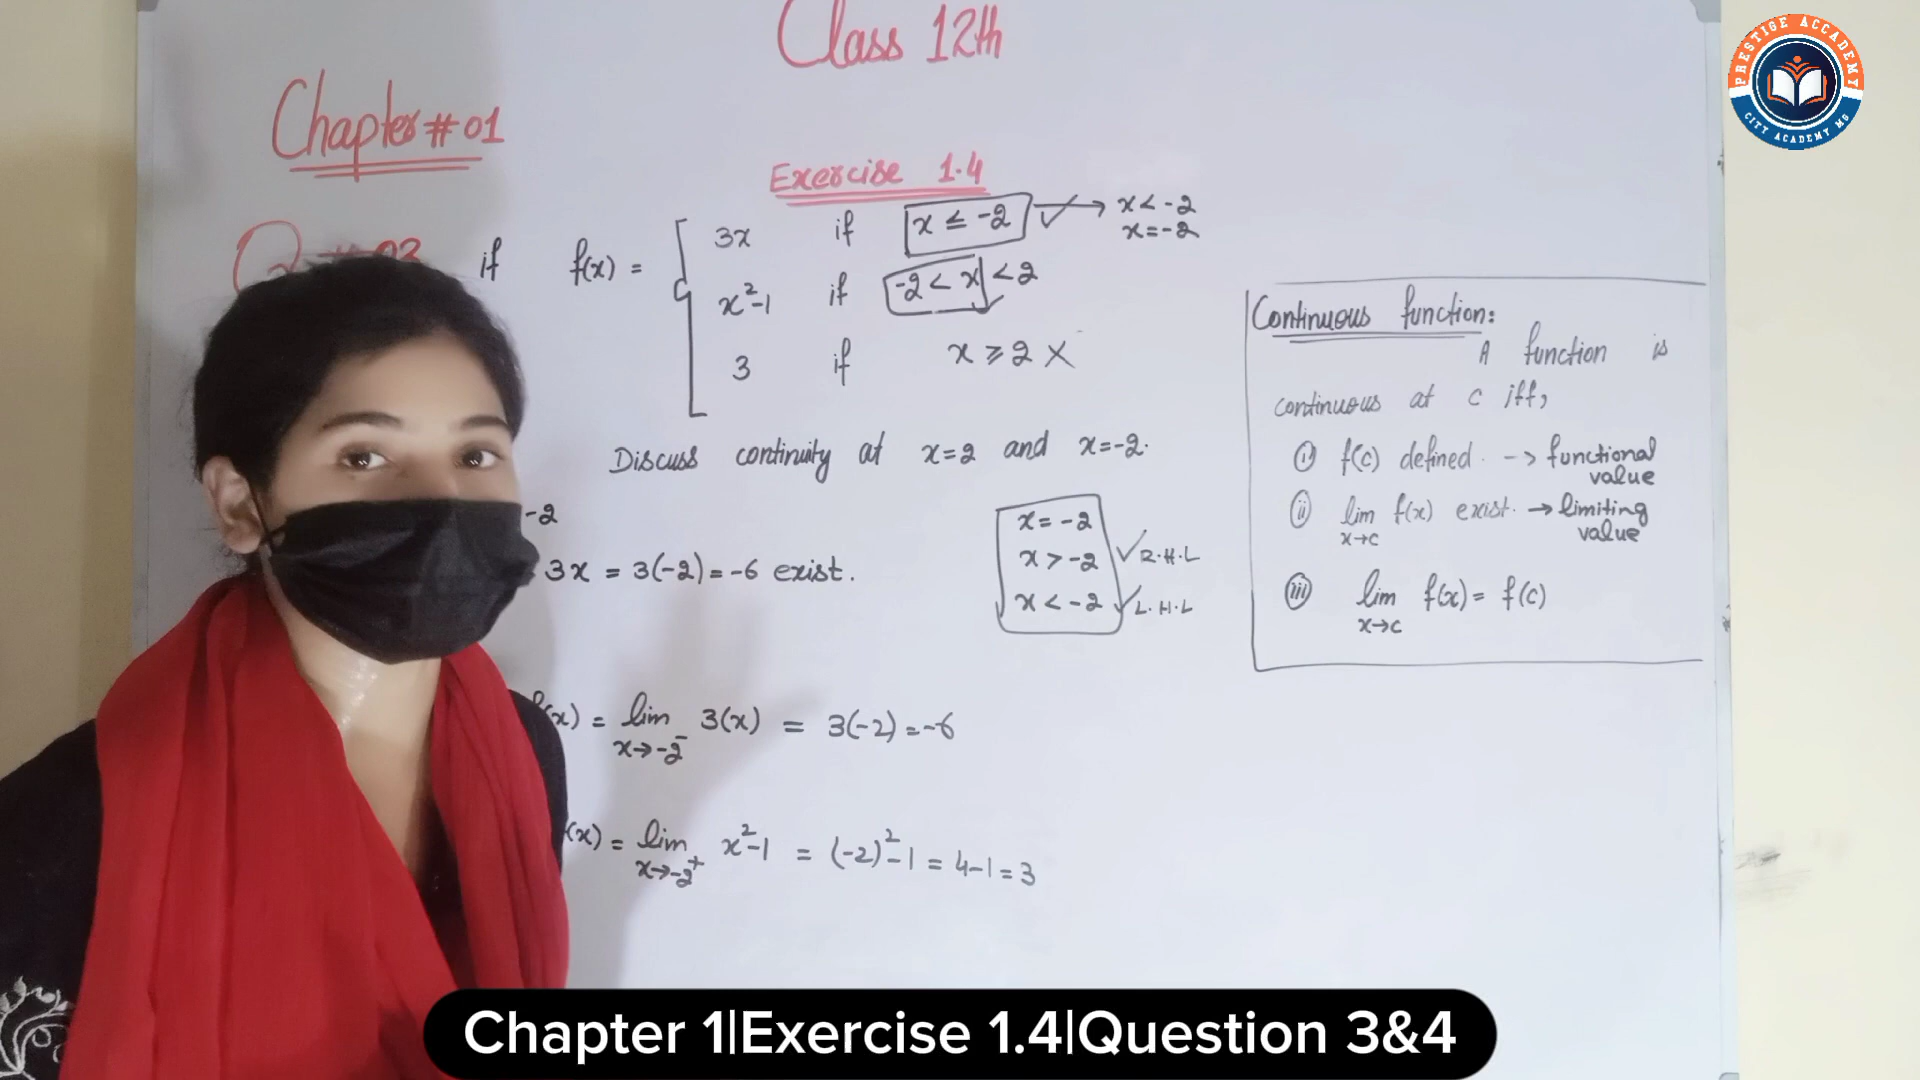 Class 12th
Chapter # 01
Exercise 1.4
if f(x) =
3x if x ≤ -2 ✓ → x < -2
x = -2
x²-1 if -2 < x < 2
3 if x ≥ 2 ×
Discuss continuity at x=2 and x=-2.
-2
3x = 3(-2) = -6 exist.
x = -2
x > -2 ✓ R.H.L
x < -2 ✓ L.H.L
f(x) = lim 3(x) = 3(-2) = -6
x→-2⁻
(x) = lim x²-1 = (-2)²-1 = 4-1 = 3
x→-2⁺
Continuous function:
A function is
continuous at c iff,
(i) f(c) defined. --> functional
value
(ii) lim f(x) exist. → limiting
x→c value
(iii) lim f(x) = f(c)
x→c
PRESTIGE ACCADEMY
CITY ACADEMY MG
Chapter 1|Exercise 1.4|Question 3&4